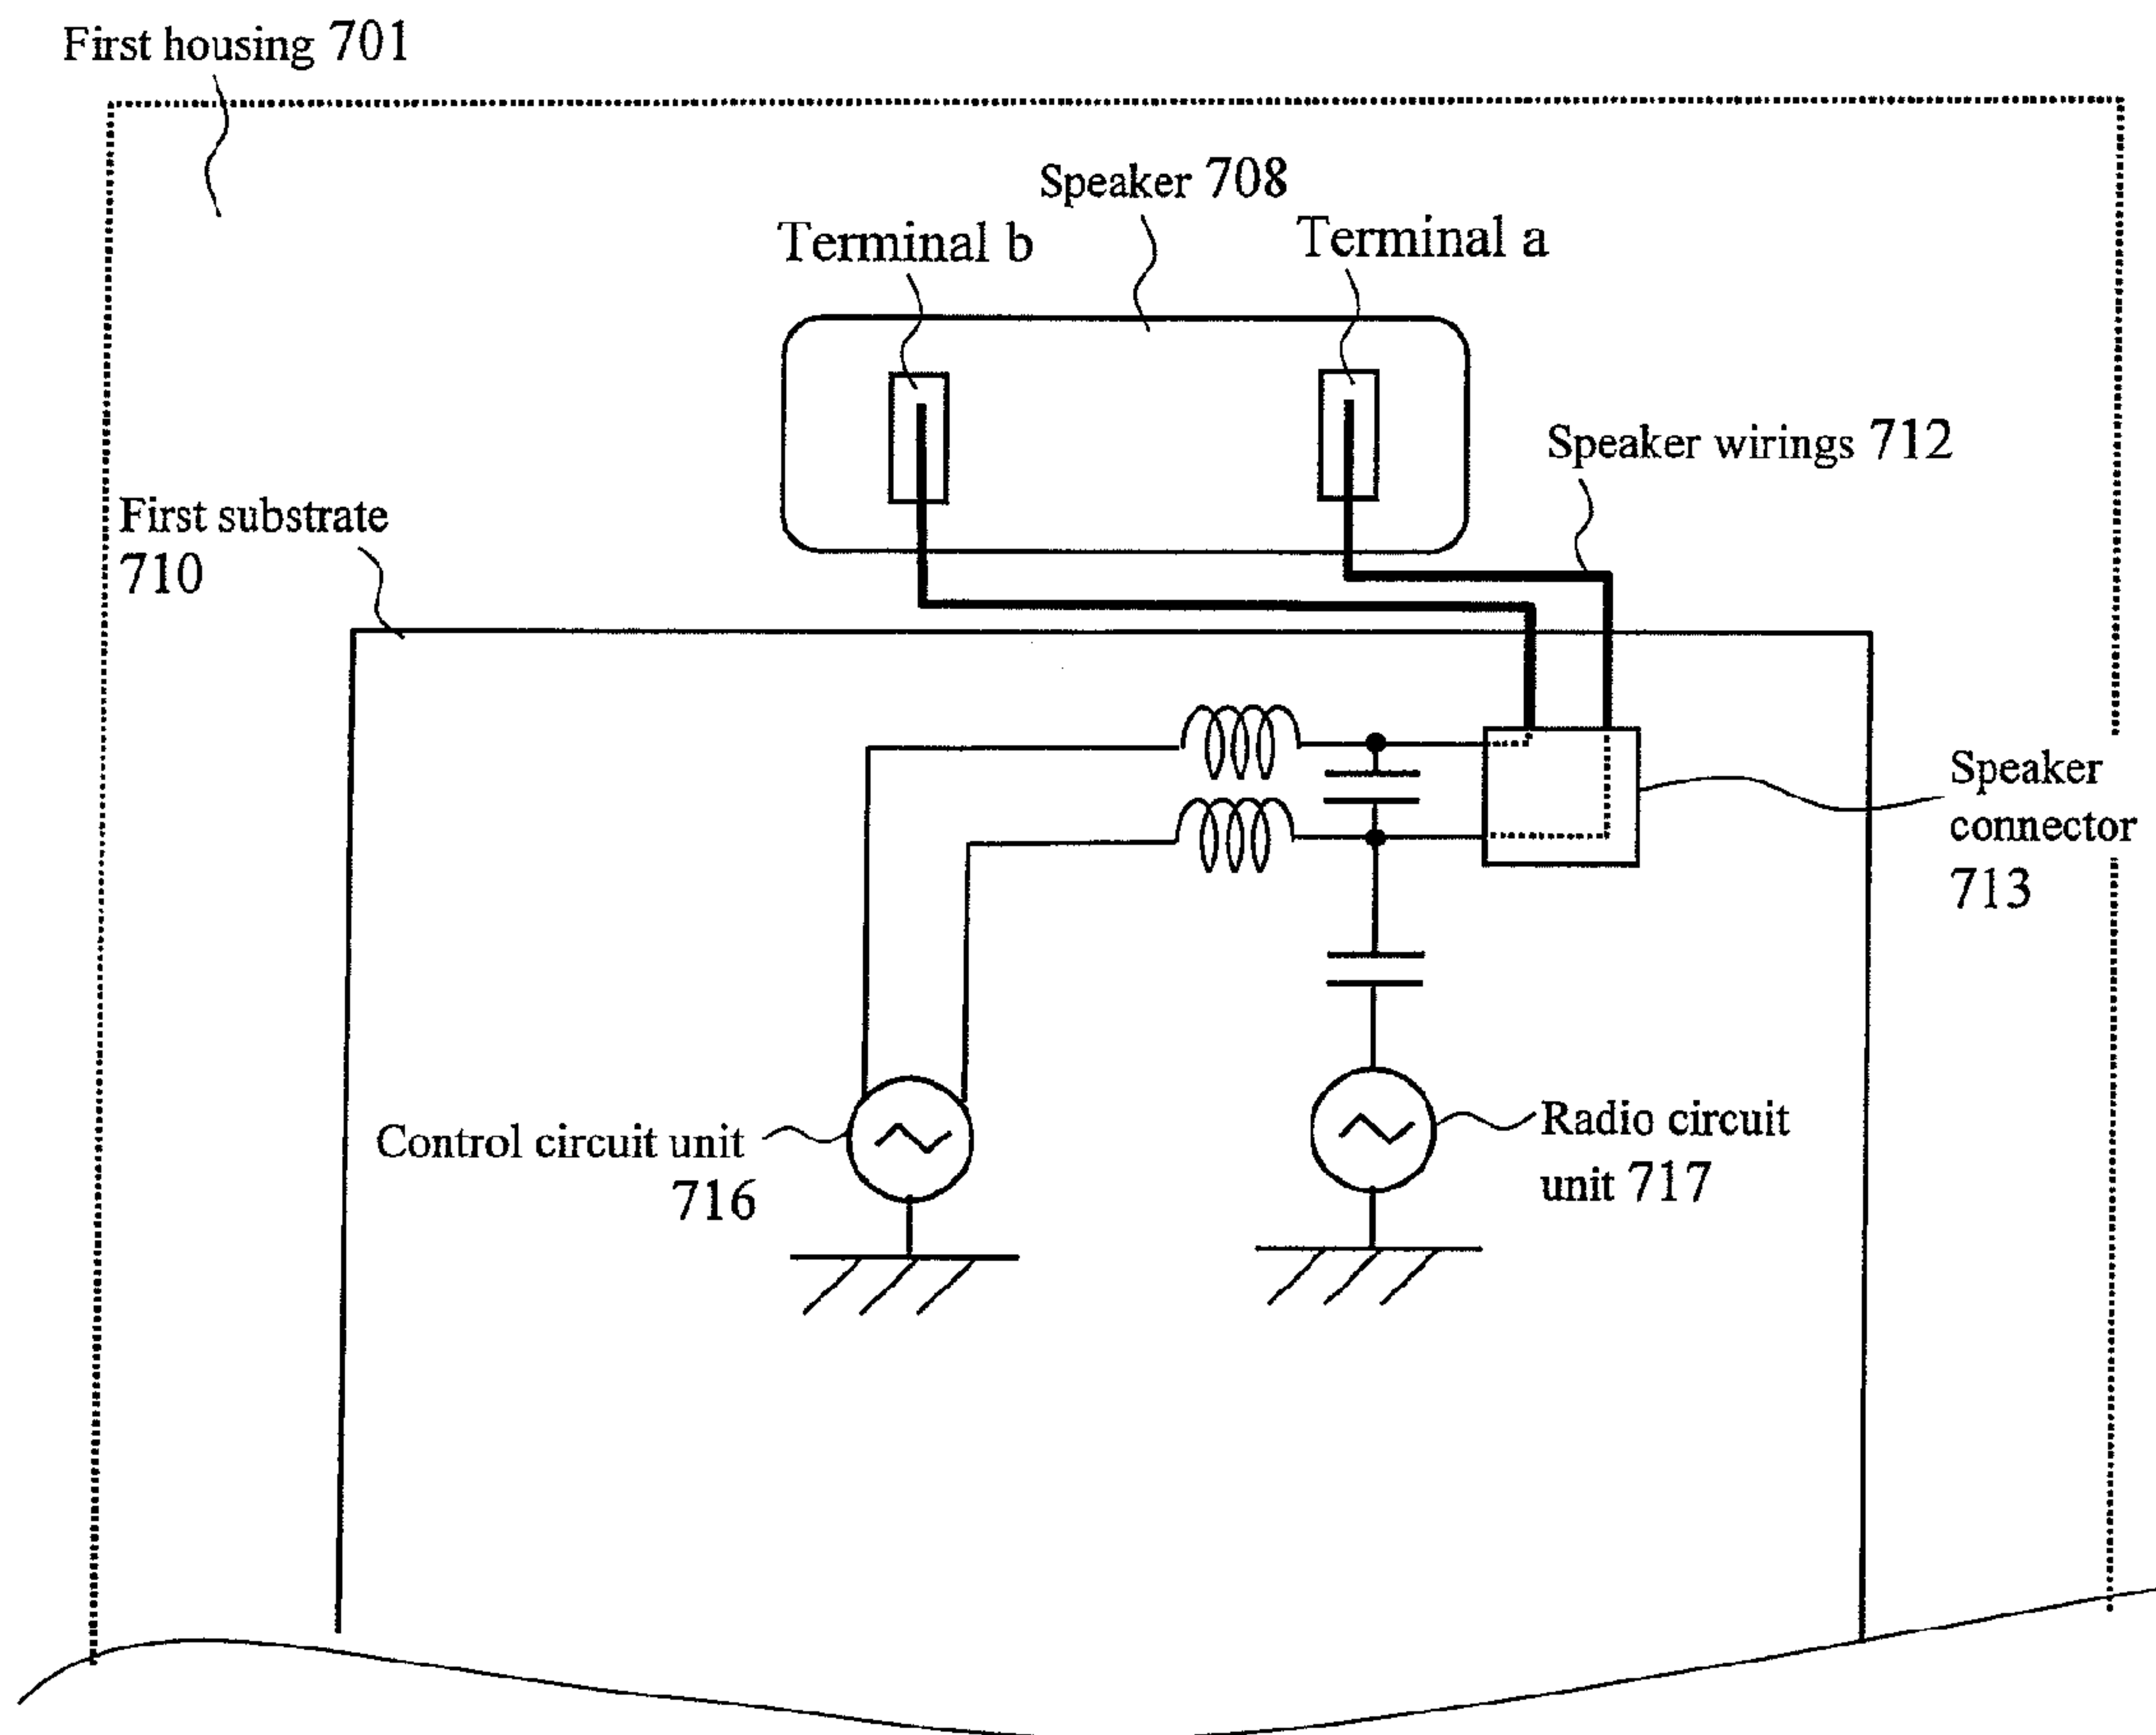 First housing 701
Speaker 708
Terminal b
Terminal a
Speaker wirings 712
First substrate
710
Speaker
connector
713
Control circuit unit
716
Radio circuit
unit 717